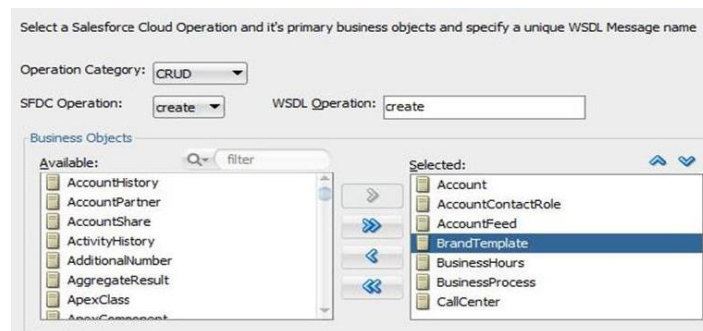 Select a Salesforce Cloud Operation and it's primary business objects and specify a unique WSDL Message name
Operation Category: CRUD
SFDC Operation: create WSDL Operation: create
Business Objects
Available: filter
AccountHistory
AccountPartner
AccountShare
ActivityHistory
AdditionalNumber
AggregateResult
ApexClass
ApexComponent
Selected:
Account
AccountContactRole
AccountFeed
BrandTemplate
BusinessHours
BusinessProcess
CallCenter